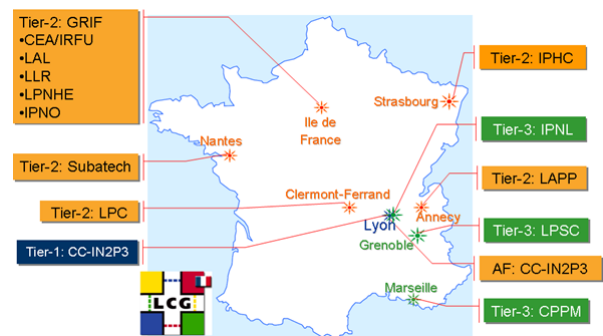 Tier-2: GRIF
•CEA/IRFU
•LAL
•LLR
•LPNHE
•IPNO
Tier-2: IPHC
Strasbourg
Ile de
France
Tier-3: IPNL
Nantes
Tier-2: Subatech
Tier-2: LAPP
Clermont-Ferrand
Tier-2: LPC
Annecy
Lyon
Tier-3: LPSC
Grenoble
Tier-1: CC-IN2P3
AF: CC-IN2P3
Marseille
LCG
Tier-3: CPPM